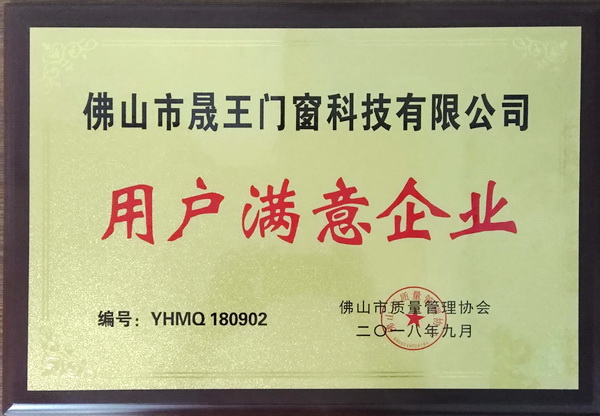 佛山市晟王门窗科技有限公司
用户满意企业
编号：YHMQ 180902
佛山市质量管理协会
二〇一八年九月